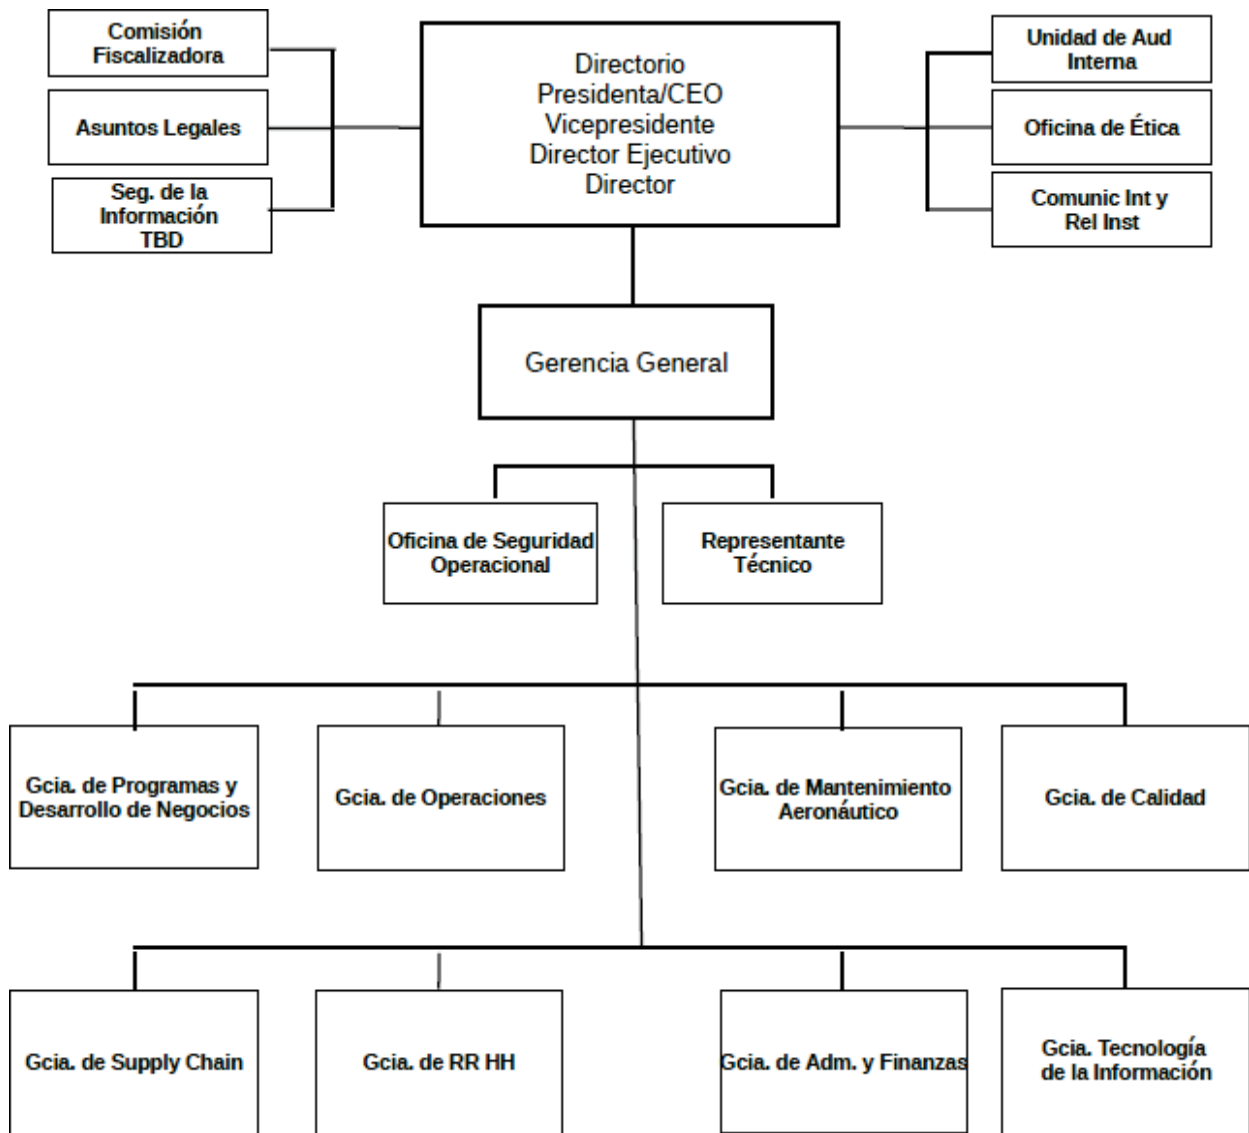 Comisión
Fiscalizadora
Asuntos Legales
Seg. de la
Información
TBD
Directorio
Presidenta/CEO
Vicepresidente
Director Ejecutivo
Director
Unidad de Aud
Interna
Oficina de Ética
Comunic Int y
Rel Inst
Gerencia General
Oficina de Seguridad
Operacional
Representante
Técnico
Gcia. de Programas y
Desarrollo de Negocios
Gcia. de Operaciones
Gcia. de Mantenimiento
Aeronáutico
Gcia. de Calidad
Gcia. de Supply Chain
Gcia. de RR HH
Gcia. de Adm. y Finanzas
Gcia. Tecnología
de la Información